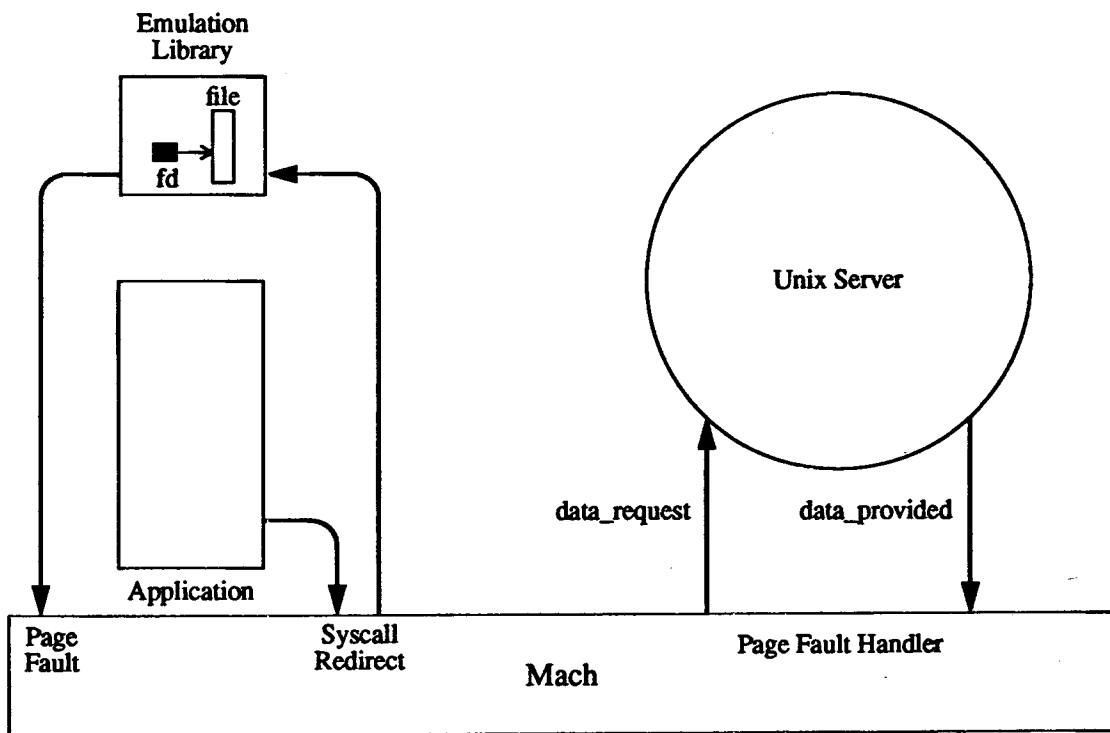 Emulation
Library
file
fd
Unix Server
data_request
data_provided
Application
Page
Fault
Syscall
Redirect
Page Fault Handler
Mach